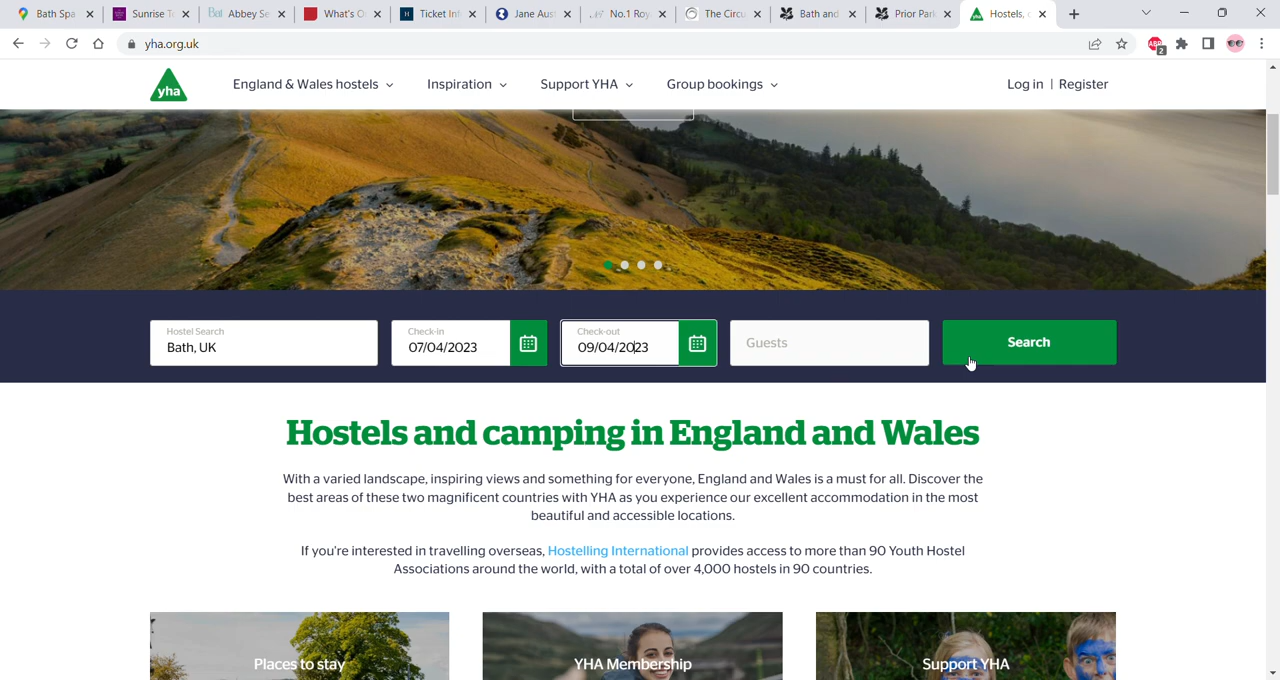 Bath Spa
Sunrise T
Abbey Se
What's O
Ticket Inf
Jane Aus
No.1 Roy
The Circu
Bath and
Prior Park
Hostels, c
yha.org.uk
ABP
2
yha
England & Wales hostels
Inspiration
Support YHA
Group bookings
Log in | Register
Hostel Search
Bath, UK
Check-in
07/04/2023
Check-out
09/04/2023
Guests
Search
Hostels and camping in England and Wales
With a varied landscape, inspiring views and something for everyone, England and Wales is a must for all. Discover the
best areas of these two magnificent countries with YHA as you experience our excellent accommodation in the most
beautiful and accessible locations.
If you're interested in travelling overseas, Hostelling International provides access to more than 90 Youth Hostel
Associations around the world, with a total of over 4,000 hostels in 90 countries.
Places to stay
YHA Membership
Support YHA